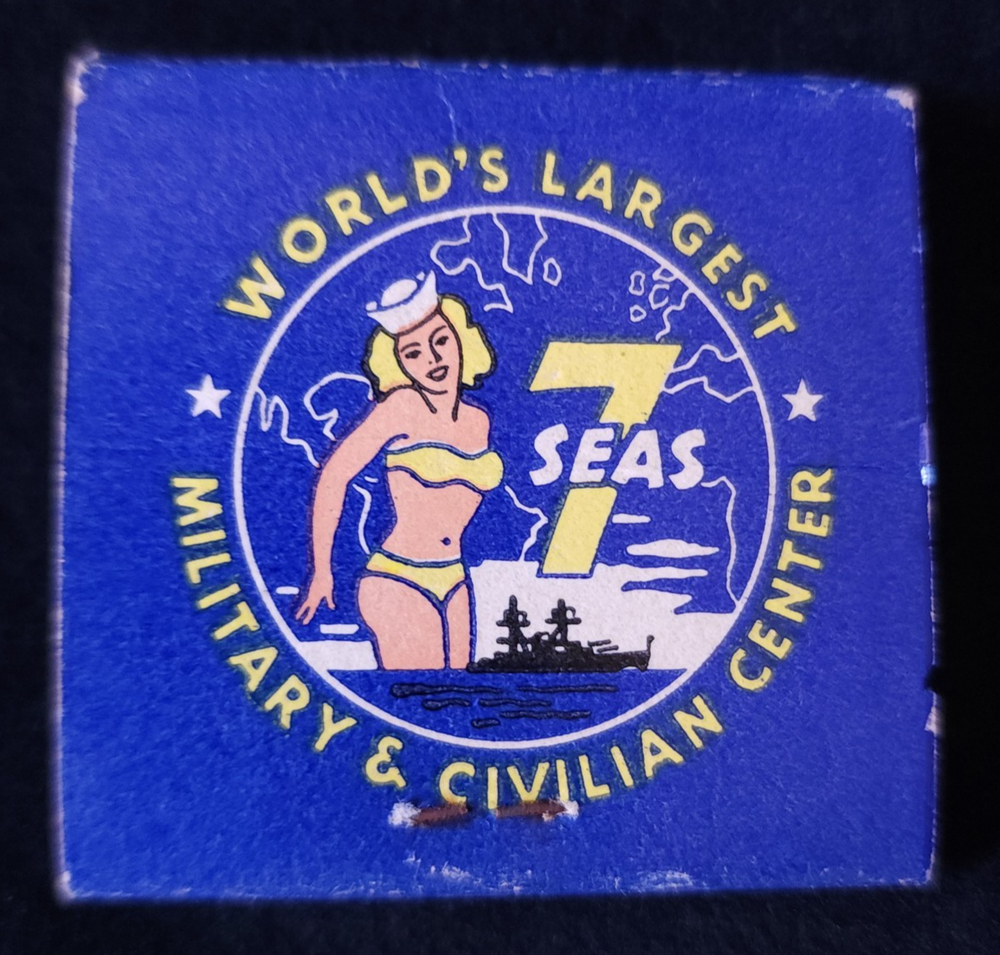 WORLD'S LARGEST
7
SEAS
MILITARY & CIVILIAN CENTER